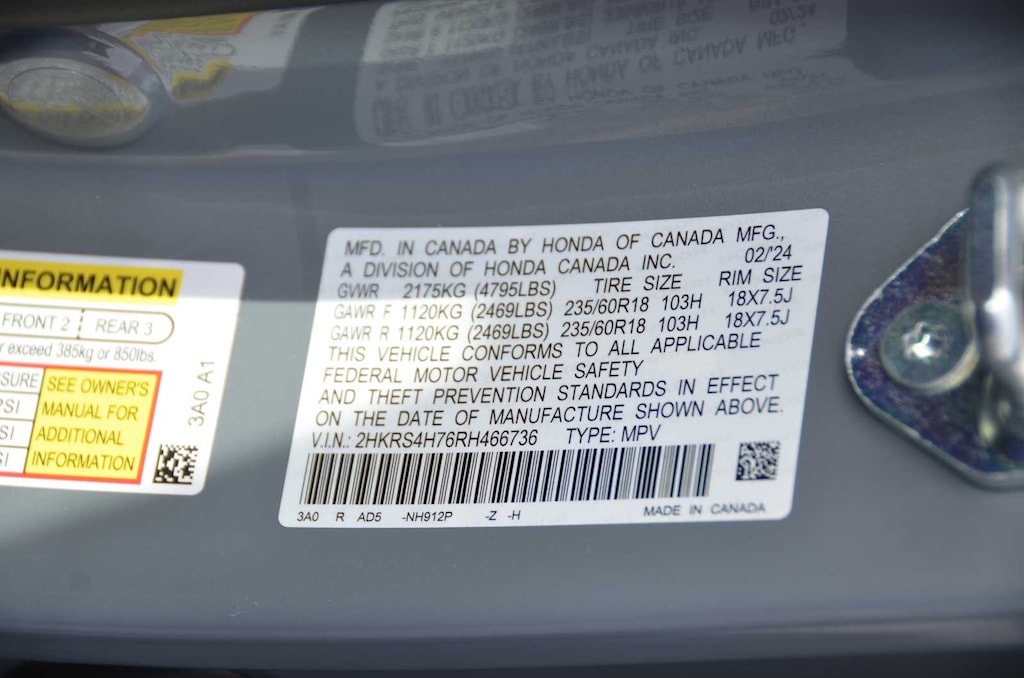 MFD. IN CANADA BY HONDA OF CANADA MFG.,
A DIVISION OF HONDA CANADA INC. 02/'24
GVWR 2175KG (4795LBS) TIRE SIZE RIM SIZE
GAWR F 1120KG (2469LBS) 235/60R18 103H 18X7.5J
GAWR R 1120KG (2469LBS) 235/60R18 103H 18X7.5J
THIS VEHICLE CONFORMS TO ALL APPLICABLE
FEDERAL MOTOR VEHICLE SAFETY
AND THEFT PREVENTION STANDARDS IN EFFECT
ON THE DATE OF MANUFACTURE SHOWN ABOVE.
V.I.N.: 2HKRS4H76RH466736 TYPE: MPV
3A0 R AD5 -NH912P -Z -H MADE IN CANADA
INFORMATION
FRONT 2 REAR 3
exceed 385kg or 850lbs.
SEE OWNER'S
MANUAL FOR
ADDITIONAL
INFORMATION
3A0 A1